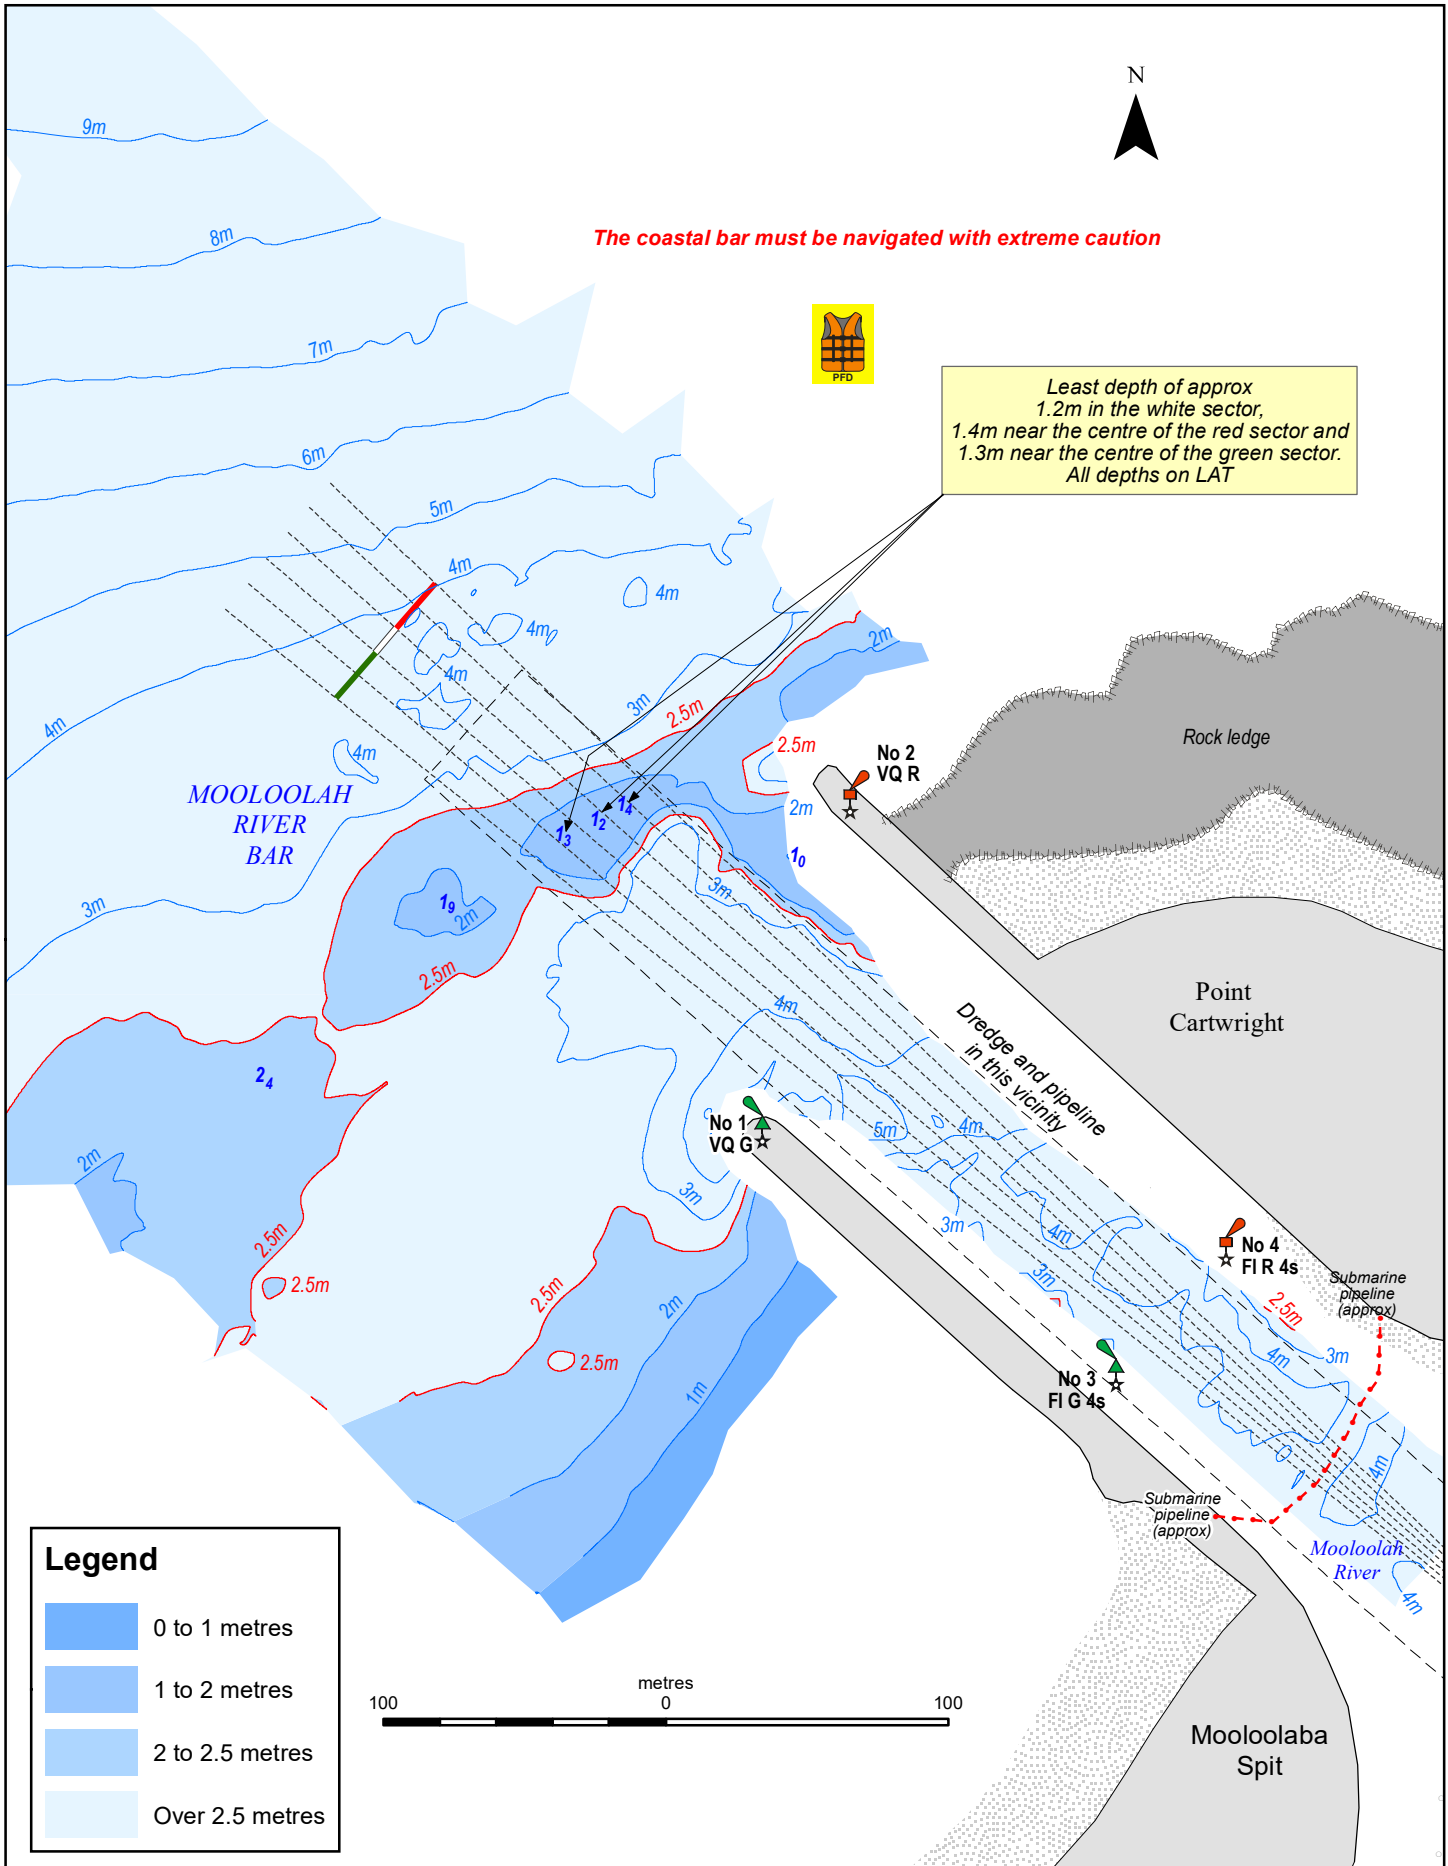 N
9m
8m
The coastal bar must be navigated with extreme caution
7m
PFD
Least depth of approx
1.2m in the white sector,
1.4m near the centre of the red sector and
1.3m near the centre of the green sector.
All depths on LAT
6m
5m
4m
4m
4m
4m
2m
3m
2.5m
4m
4m
2.5m
No 2
VQ R
Rock ledge
MOOLOOLAH
RIVER
BAR
2m
1₄
1₂
1₃
1₀
3m
1₉
2m
3m
2.5m
4m
Point
Cartwright
Dredge and pipeline
in this vicinity
2₄
No 1
VQ G
5m
4m
2m
3m
3m
4m
No 4
Fl R 4s
2.5m
3m
2.5m
2.5m
2m
2.5m
Submarine
pipeline
(approx)
2.5m
4m
3m
No 3
Fl G 4s
1m
4m
Submarine
pipeline
(approx)
Mooloolah
River
4m
Legend
0 to 1 metres
1 to 2 metres
2 to 2.5 metres
Over 2.5 metres
metres
100
0
100
Mooloolaba
Spit